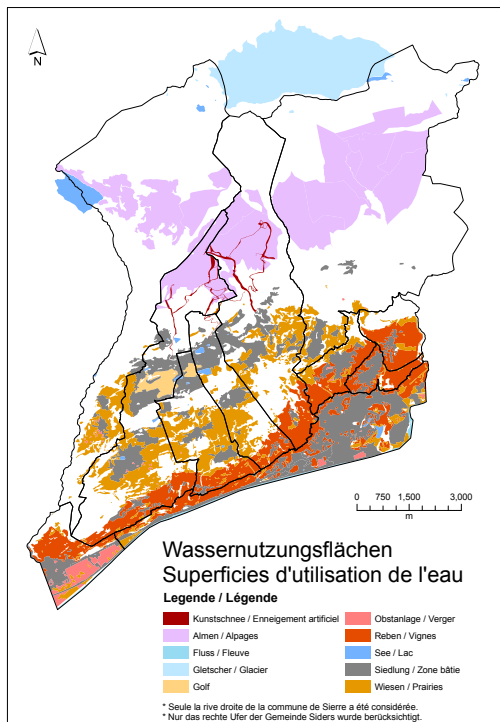 N
0 750 1,500 3,000
m
Wassernutzungsflächen
Superficies d'utilisation de l'eau
Legende / Légende
Kunstschnee / Enneigement artificiel
Almen / Alpages
Fluss / Fleuve
Gletscher / Glacier
Golf
Obstanlage / Verger
Reben / Vignes
See / Lac
Siedlung / Zone bâtie
Wiesen / Prairies
* Seule la rive droite de la commune de Sierre a été considérée.
* Nur das rechte Ufer der Gemeinde Siders wurde berücksichtigt.